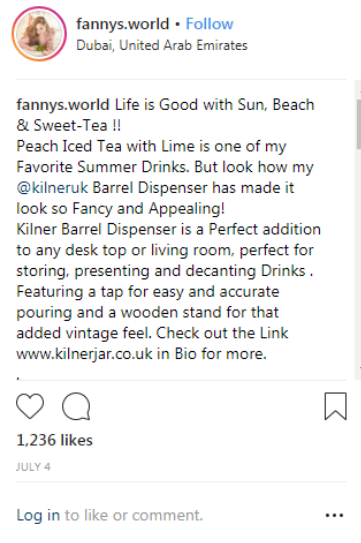 fannys.world • Follow
Dubai, United Arab Emirates
fannys.world Life is Good with Sun, Beach
& Sweet-Tea !!
Peach Iced Tea with Lime is one of my
Favorite Summer Drinks. But look how my
@kilneruk Barrel Dispenser has made it
look so Fancy and Appealing!
Kilner Barrel Dispenser is a Perfect addition
to any desk top or living room, perfect for
storing, presenting and decanting Drinks .
Featuring a tap for easy and accurate
pouring and a wooden stand for that
added vintage feel. Check out the Link
www.kilnerjar.co.uk in Bio for more.
.
1,236 likes
JULY 4
Log in to like or comment.